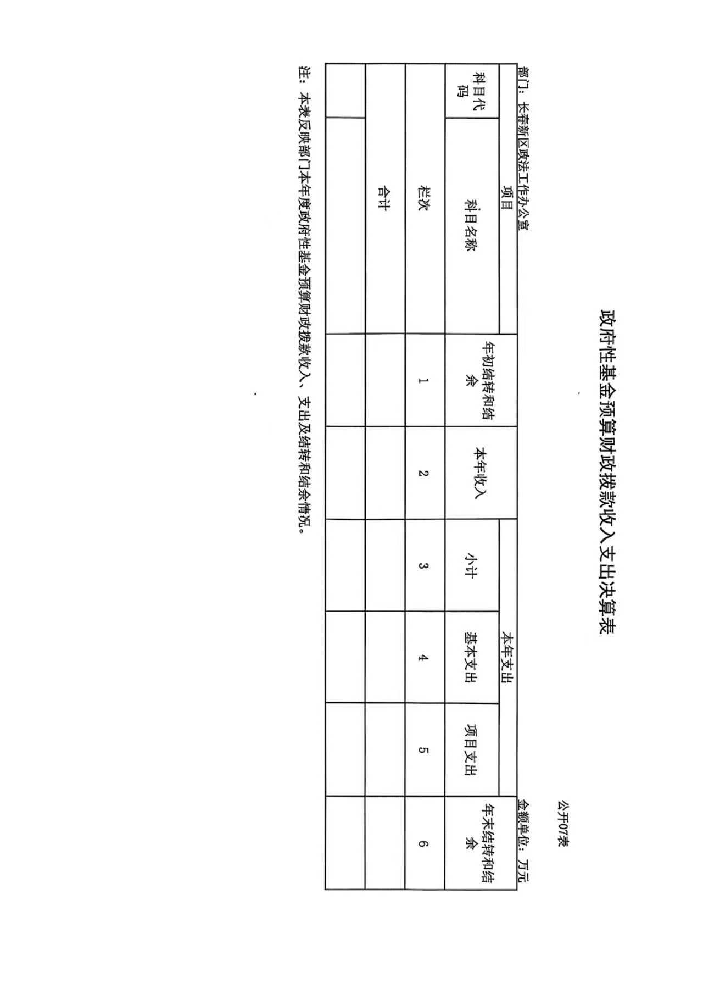 政府性基金预算财政拨款收入支出决算表
公开07表
部门：长春新区政法工作办公室 金额单位：万元
项目 年初结转和结余 本年收入 本年支出 年末结转和结余
科目代码 科目名称 小计 基本支出 项目支出
栏次 1 2 3 4 5 6
合计
注：本表反映部门本年度政府性基金预算财政拨款收入、支出及结转和结余情况。